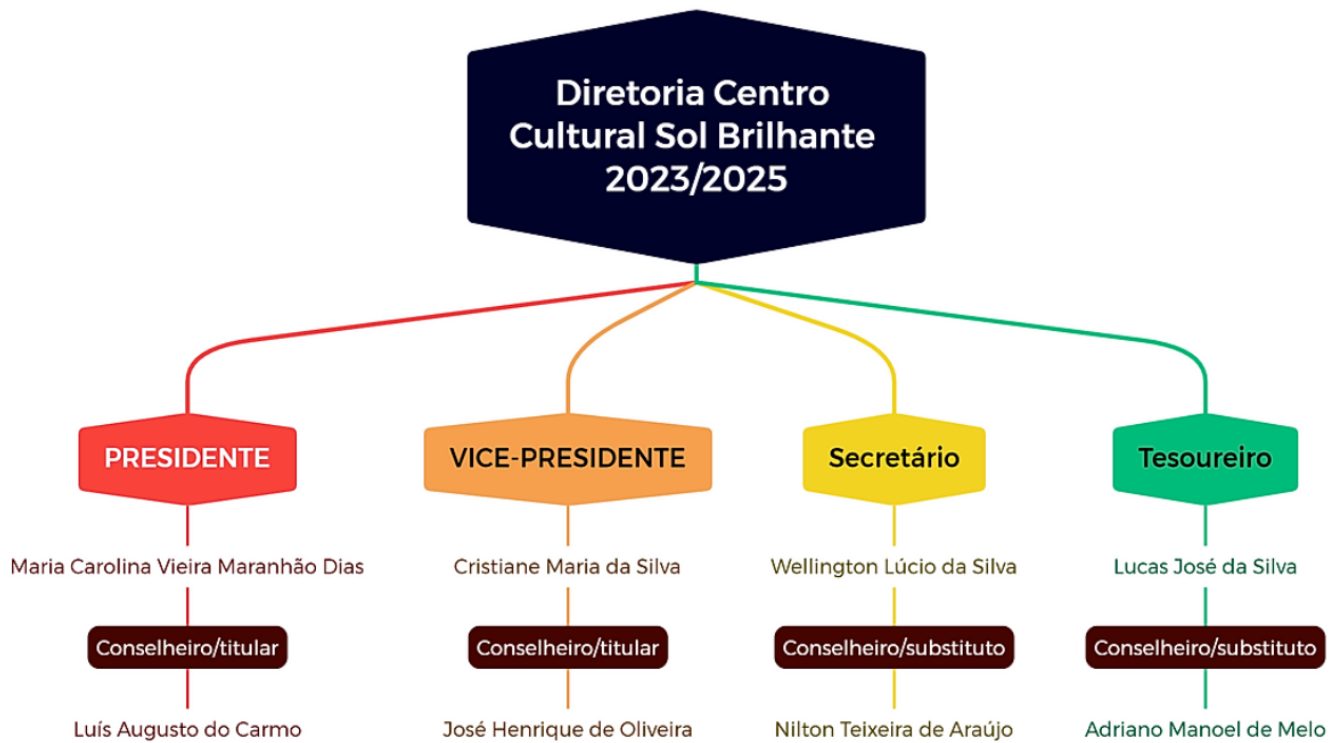 Diretoria Centro
Cultural Sol Brilhante
2023/2025
PRESIDENTE
VICE-PRESIDENTE
Secretário
Tesoureiro
Maria Carolina Vieira Maranhão Dias
Cristiane Maria da Silva
Wellington Lúcio da Silva
Lucas José da Silva
Conselheiro/titular
Conselheiro/titular
Conselheiro/substituto
Conselheiro/substituto
Luís Augusto do Carmo
José Henrique de Oliveira
Nilton Teixeira de Araújo
Adriano Manoel de Melo